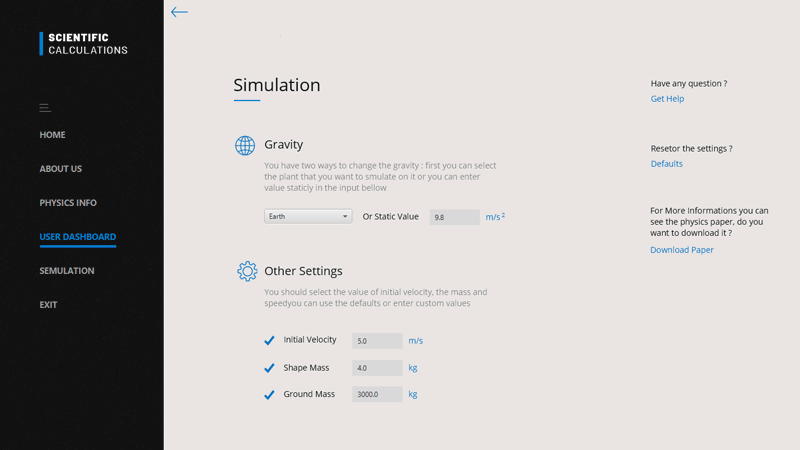 SCIENTIFIC
CALCULATIONS
HOME
ABOUT US
PHYSICS INFO
USER DASHBOARD
SEMULATION
EXIT
Simulation
Gravity
You have two ways to change the gravity : first you can select
the plant that you want to smulate on it or you can enter
value staticly in the input bellow
Earth Or Static Value 9.8 m/s 2
Other Settings
You should select the value of initial velocity, the mass and
speedyou can use the defaults or enter custom values
Initial Velocity 5.0 m/s
Shape Mass 4.0 kg
Ground Mass 3000.0 kg
Have any question ?
Get Help
Resetor the settings ?
Defaults
For More Informations you can
see the physics paper, do you
want to download it ?
Download Paper